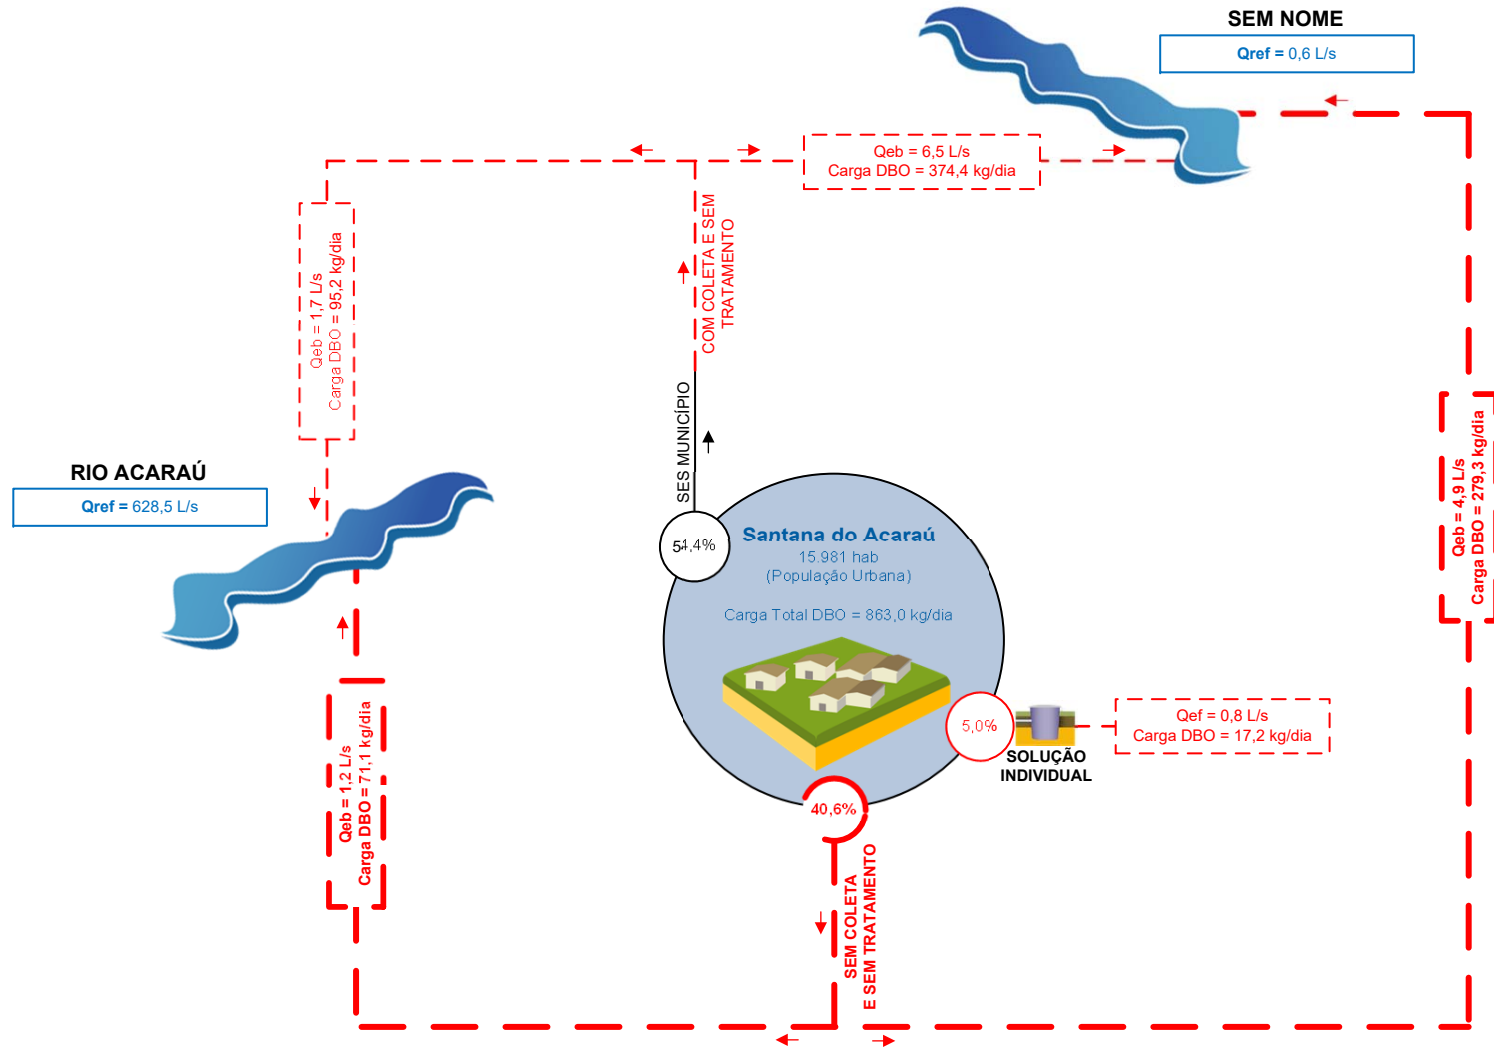 SEM NOME
Qref = 0,6 L/s
Qeb = 6,5 L/s
Carga DBO = 374,4 kg/dia
COM COLETA E SEM
TRATAMENTO
Qeb = 1,7 L/s
Carga DBO = 95,2 kg/dia
SES MUNICÍPIO
RIO ACARAÚ
Qref = 628,5 L/s
54,4%
Santana do Acaraú
15.981 hab
(População Urbana)
Carga Total DBO = 863,0 kg/dia
Qeb = 4,9 L/s
Carga DBO = 279,3 kg/dia
5,0%
SOLUÇÃO
INDIVIDUAL
Qef = 0,8 L/s
Carga DBO = 17,2 kg/dia
Qeb = 1,2 L/s
Carga DBO = 71,1 kg/dia
40,6%
SEM COLETA
E SEM TRATAMENTO